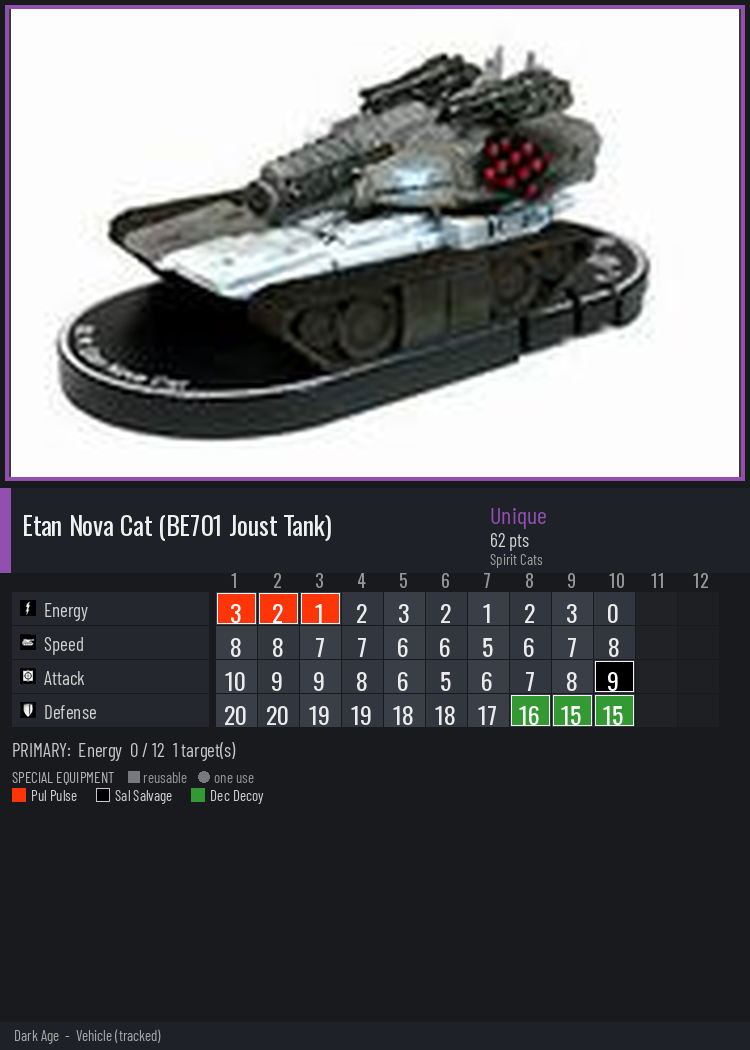 Etan Nova Cat (BE701 Joust Tank)
Unique
62 pts
Spirit Cats
1 2 3 4 5 6 7 8 9 10 11 12
Energy 3 2 1 2 3 2 1 2 3 0
Speed 8 8 7 7 6 6 5 6 7 8
Attack 10 9 9 8 6 5 6 7 8 9
Defense 20 20 19 19 18 18 17 16 15 15
PRIMARY: Energy 0 / 12 1 target(s)
SPECIAL EQUIPMENT reusable one use
Pul Pulse Sal Salvage Dec Decoy
Dark Age - Vehicle (tracked)